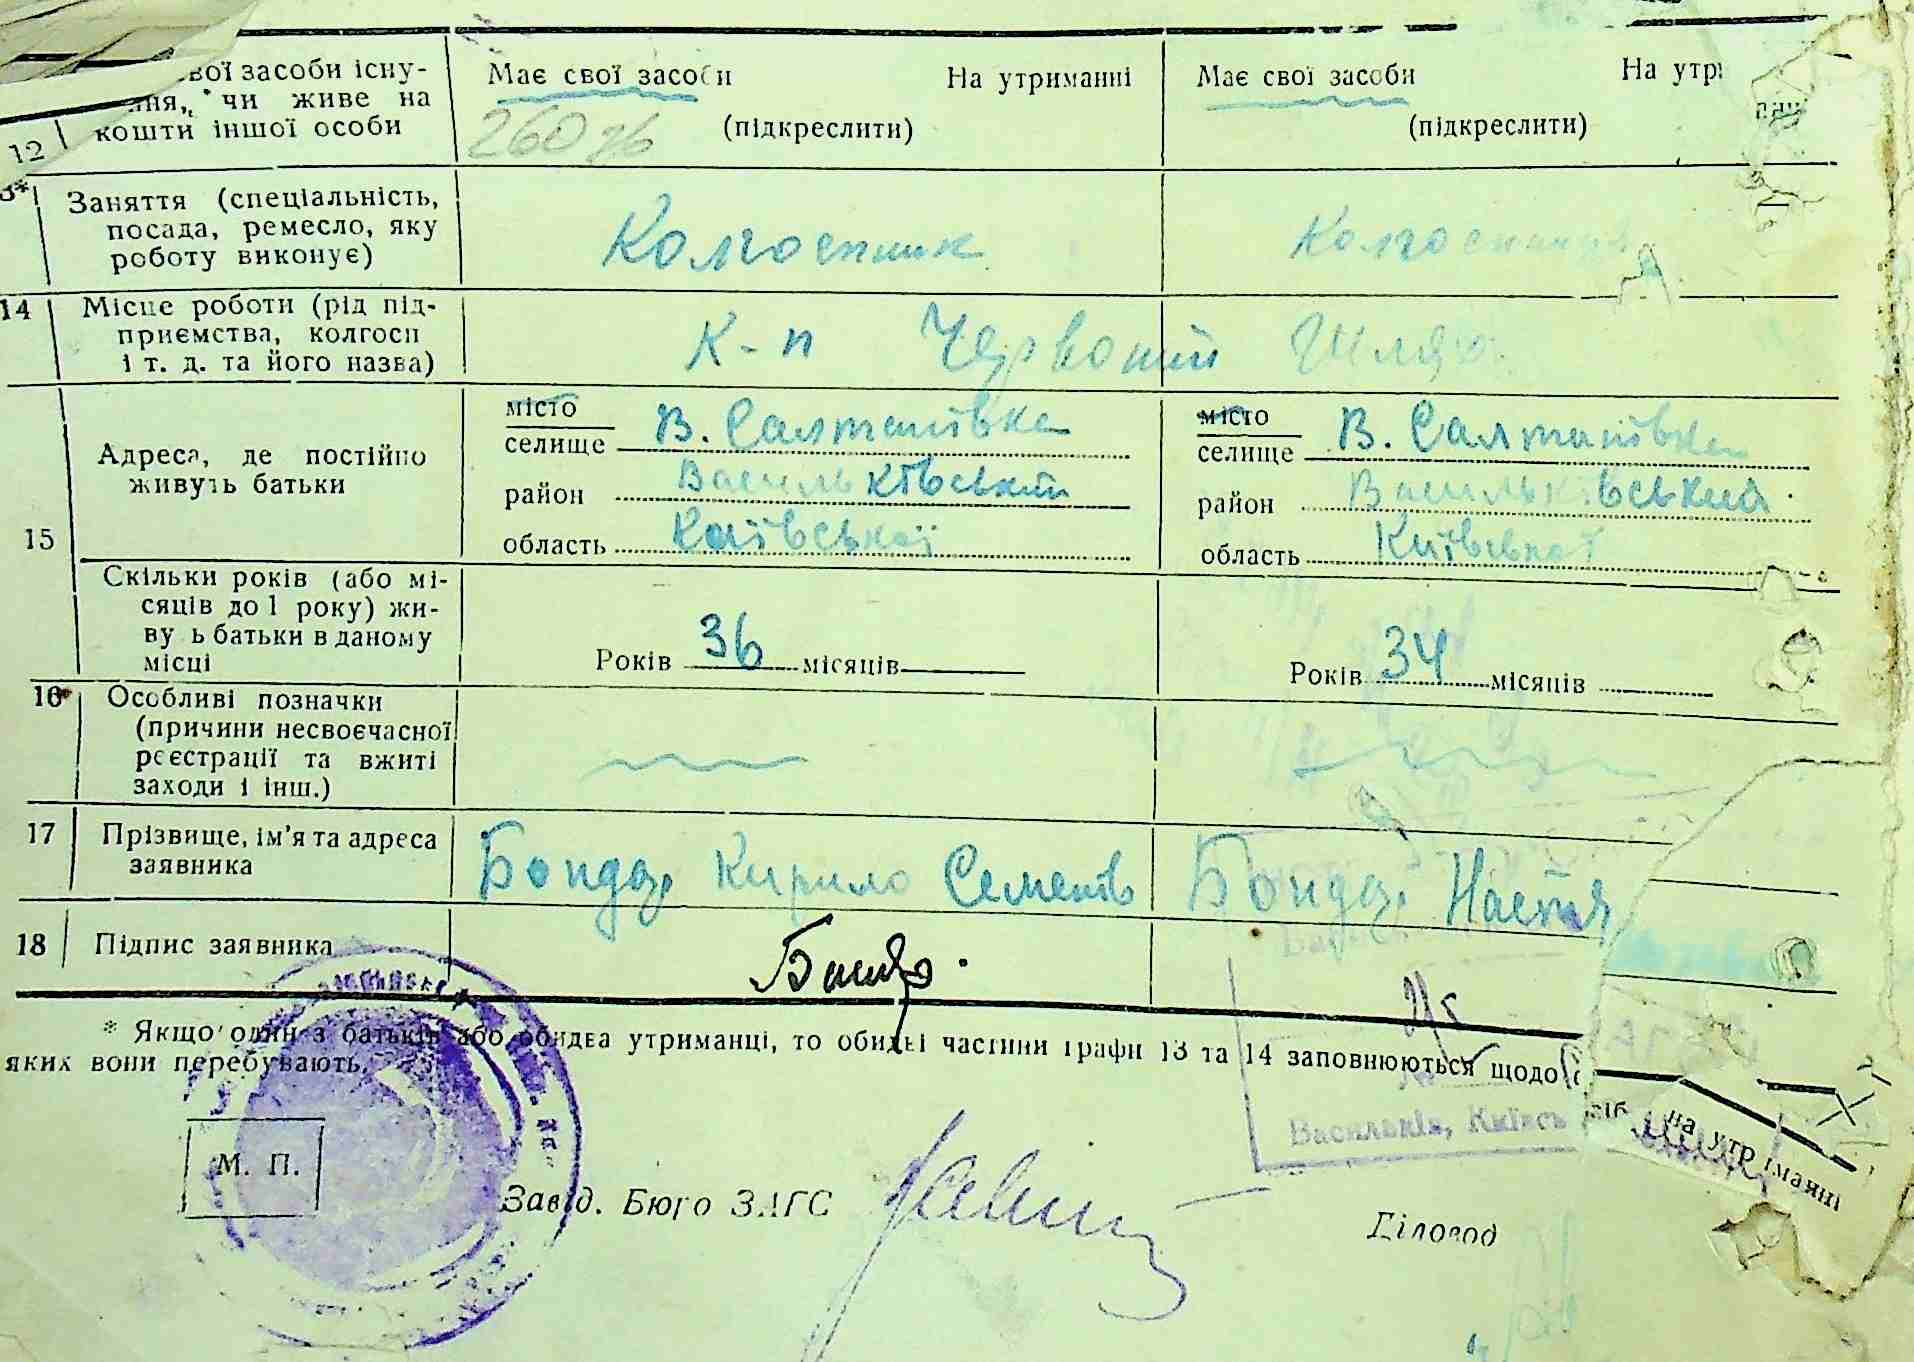 вої засоби існу-
ння, чи живе на
кошти іншої особи
12
Має свої засоби На утриманні
260
(підкреслити)
Має свої засоби На утри
(підкреслити)
Заняття (спеціальність,
посада, ремесло, яку
роботу виконує)
Колгоспник
Колгоспниця
14
Місце роботи (рід під-
приємства, колгосп
і т. д. та його назва)
К-п Червоний Шлях
15
Адреса, де постійно
живуть батьки
місто
селище В. Салтанівка
район Васильківський
область Київської
місто
селище В. Салтанівка
район Васильківський
область Київської
Скільки років (або мі-
сяців до 1 року) жи-
ву ь батьки в даному
місці
Років 36 місяців
Років 34 місяців
16*
Особливі позначки
(причини несвоєчасної
реєстрації та вжиті
заходи і інш.)
17
Прізвище, ім'я та адреса
заявника
Бондар Кирило Семенів
Бондар Настя
18
Підпис заявника
* Якщо один з батьків або обидва утриманці, то обидві частини графи 13 та 14 заповнюються щодо
яких вони перебувають.
на утриманні
М. П.
Васильків, Київсь
Завід. Бюро ЗАГС
Діловод